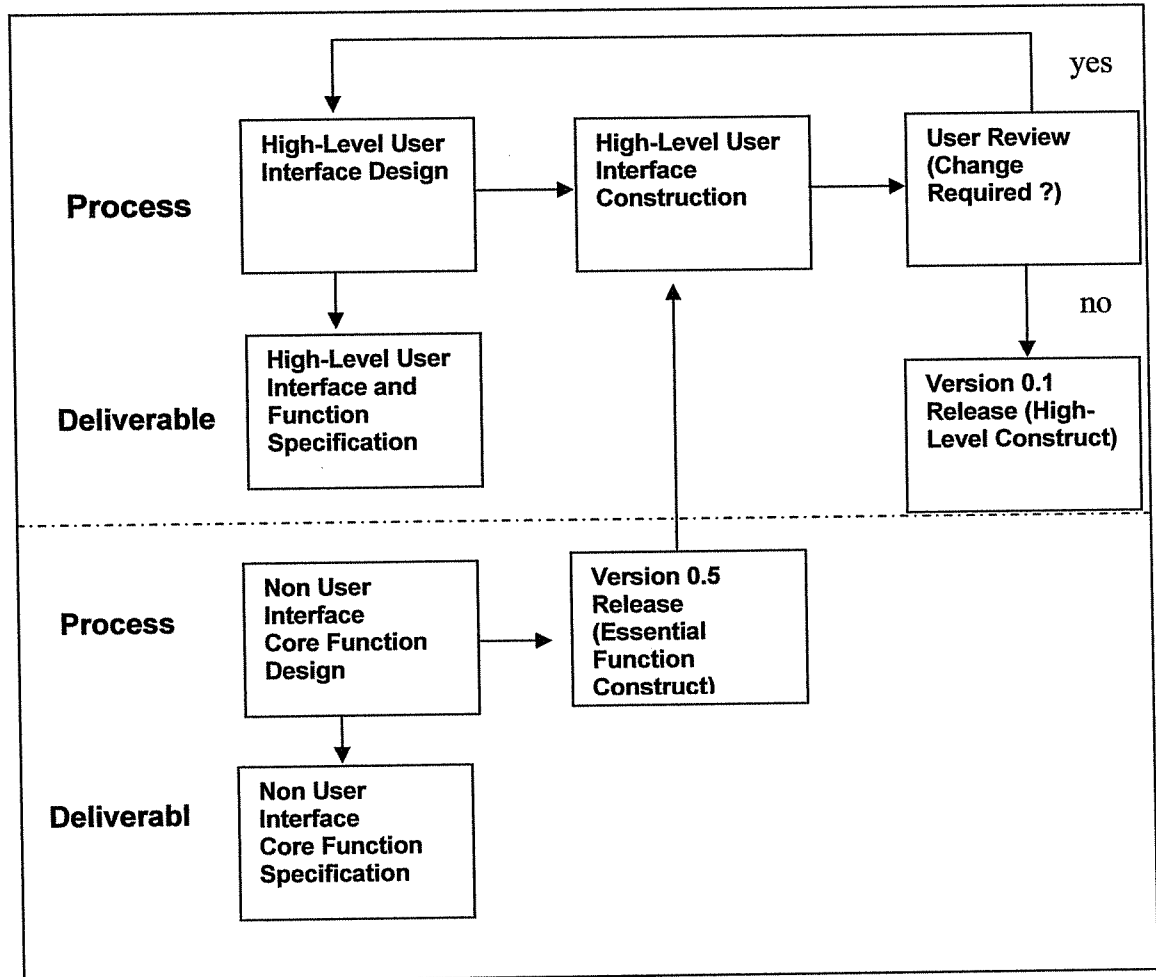 yes
High-Level User
Interface Design
High-Level User
Interface
Construction
User Review
(Change
Required ?)
Process
no
High-Level User
Interface and
Function
Specification
Version 0.1
Release (High-
Level Construct)
Deliverable
Non User
Interface
Core Function
Design
Version 0.5
Release
(Essential
Function
Construct)
Process
Non User
Interface
Core Function
Specification
Deliverabl